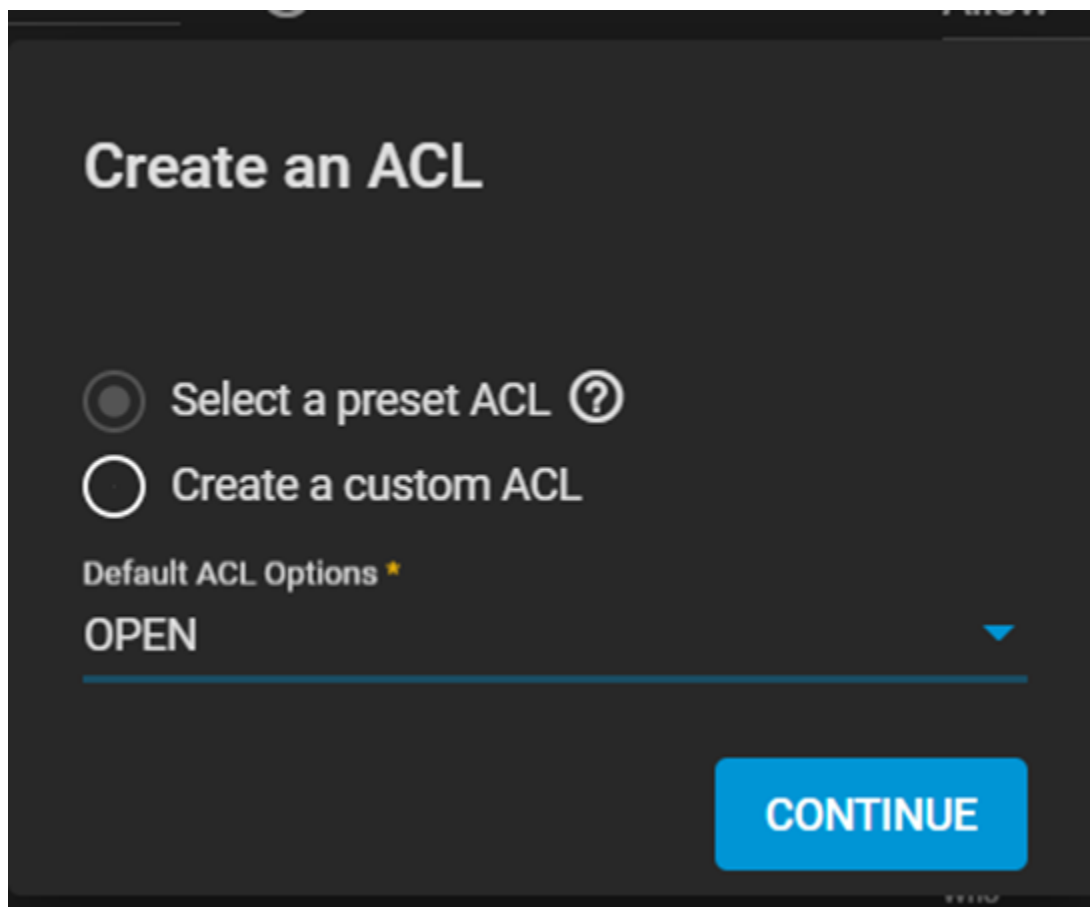 Create an ACL
Select a preset ACL ?
Create a custom ACL
Default ACL Options *
OPEN
CONTINUE